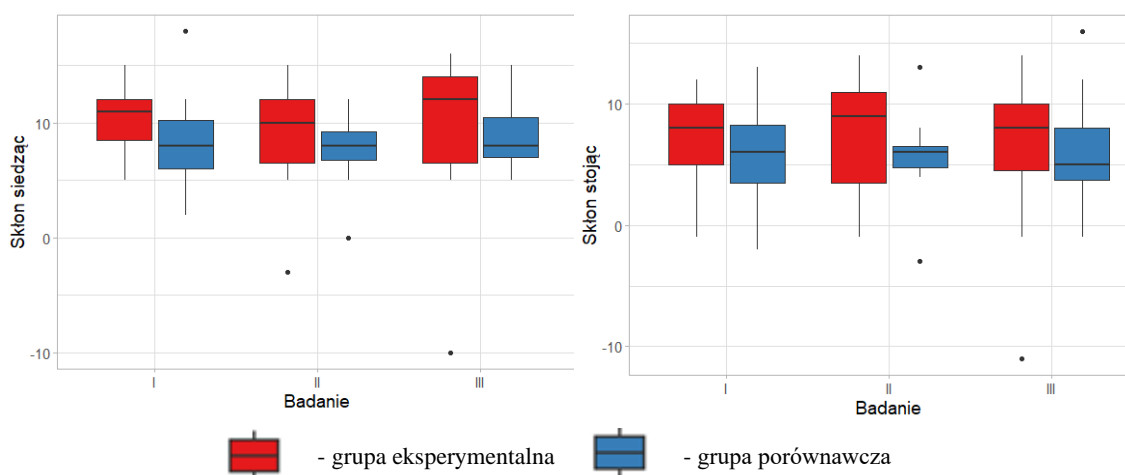 Skłon siedząc
10
0
-10
I
II
III
Badanie
Skłon stojąc
10
0
-10
I
II
III
Badanie
- grupa eksperymentalna
- grupa porównawcza